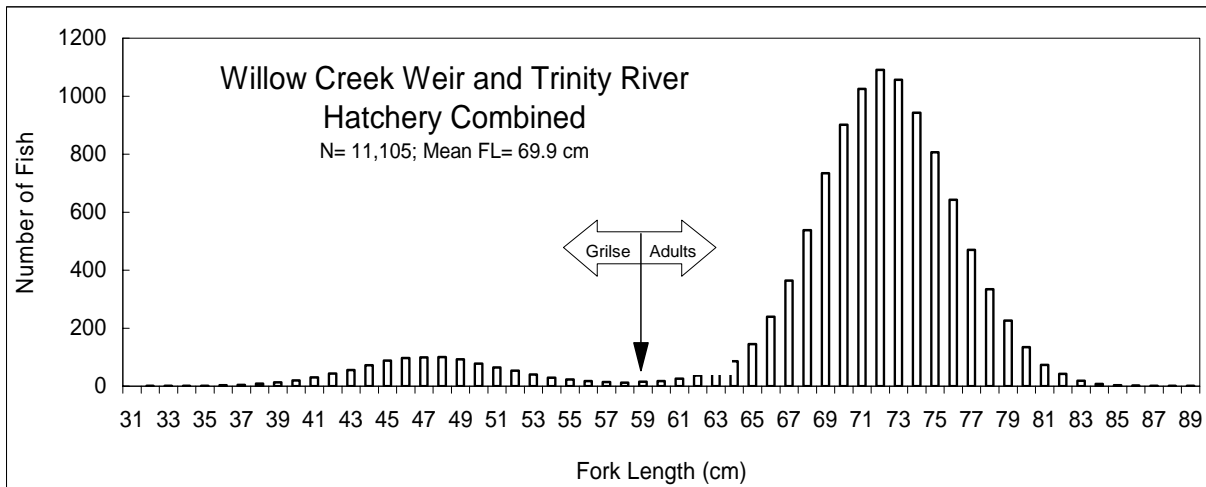 Willow Creek Weir and Trinity River
Hatchery Combined
N= 11,105; Mean FL= 69.9 cm
Number of Fish
1200
1000
800
600
400
200
0
Grilse Adults
31 33 35 37 39 41 43 45 47 49 51 53 55 57 59 61 63 65 67 69 71 73 75 77 79 81 83 85 87 89
Fork Length (cm)